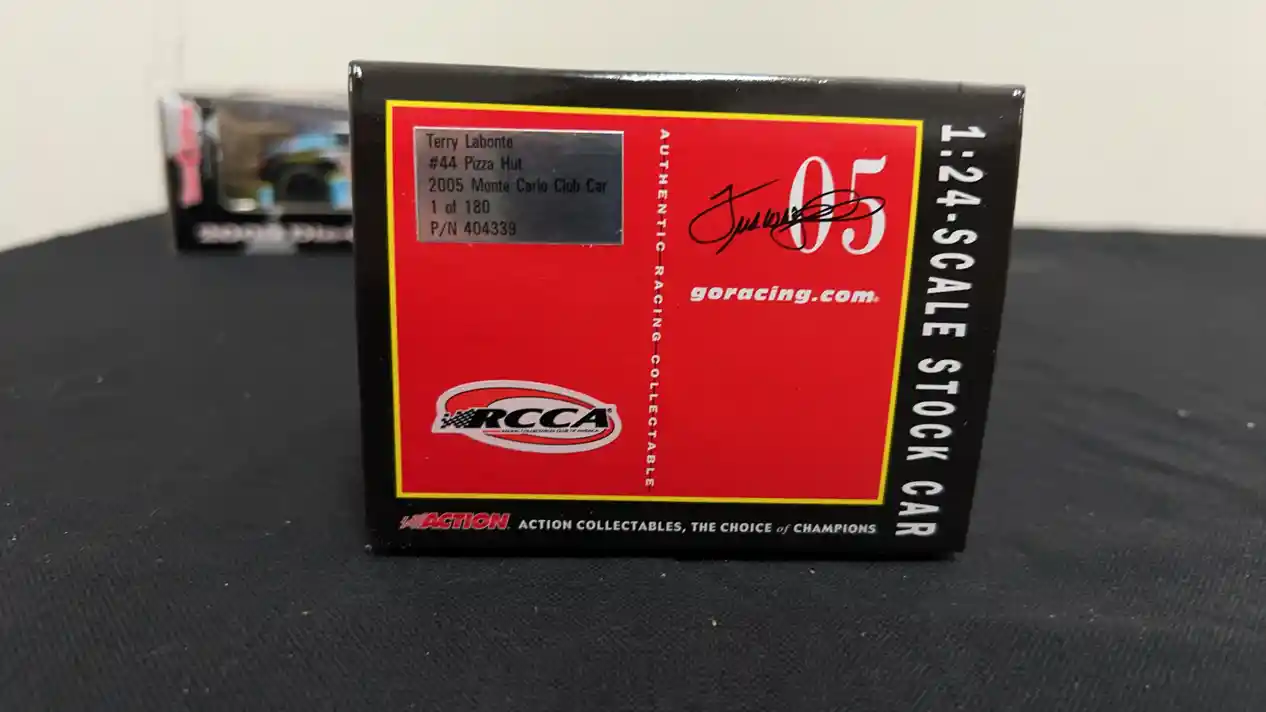 Terry Labonte
#44 Pizza Hut
2005 Monte Carlo Club Car
1 of 180
P/N 404339
AUTHENTIC RACING COLLECTABLE
05
goracing.com
RCCA
1:24-SCALE STOCK CAR
ACTION
ACTION COLLECTABLES, THE CHOICE of CHAMPIONS